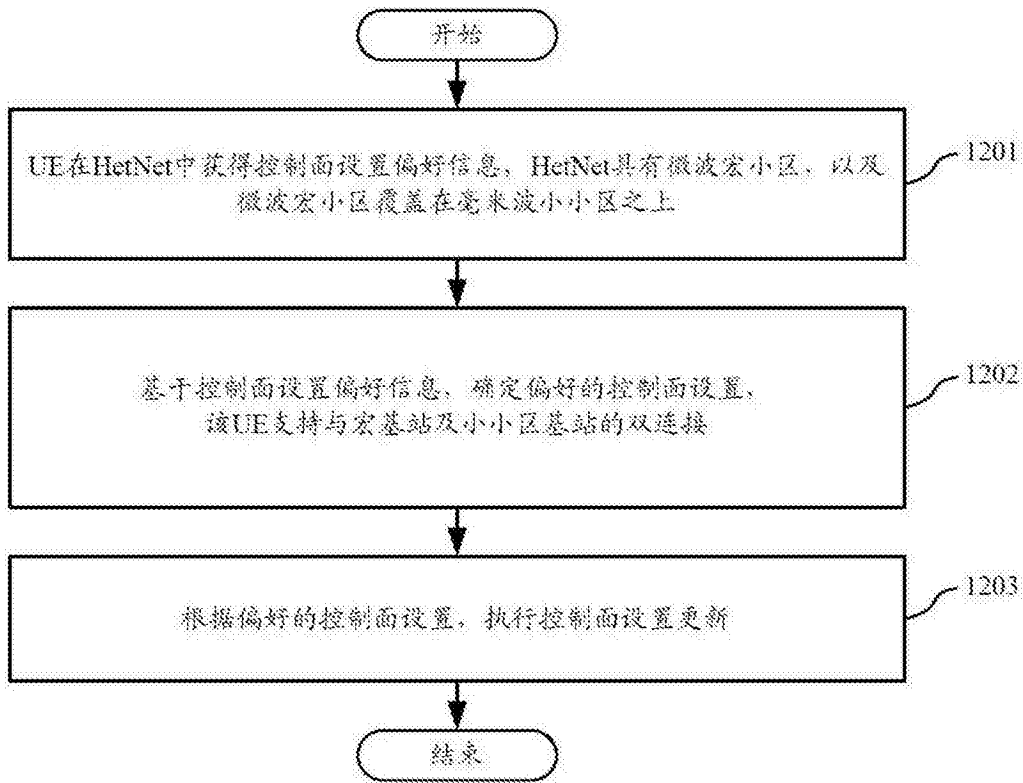 开始
UE在HetNet中获得控制面设置偏好信息，HetNet具有微波宏小区，以及
微波宏小区覆盖在毫米波小小区之上
1201
基于控制面设置偏好信息，确定偏好的控制面设置，
该UE支持与宏基站及小小区基站的双连接
1202
根据偏好的控制面设置，执行控制面设置更新
1203
结束